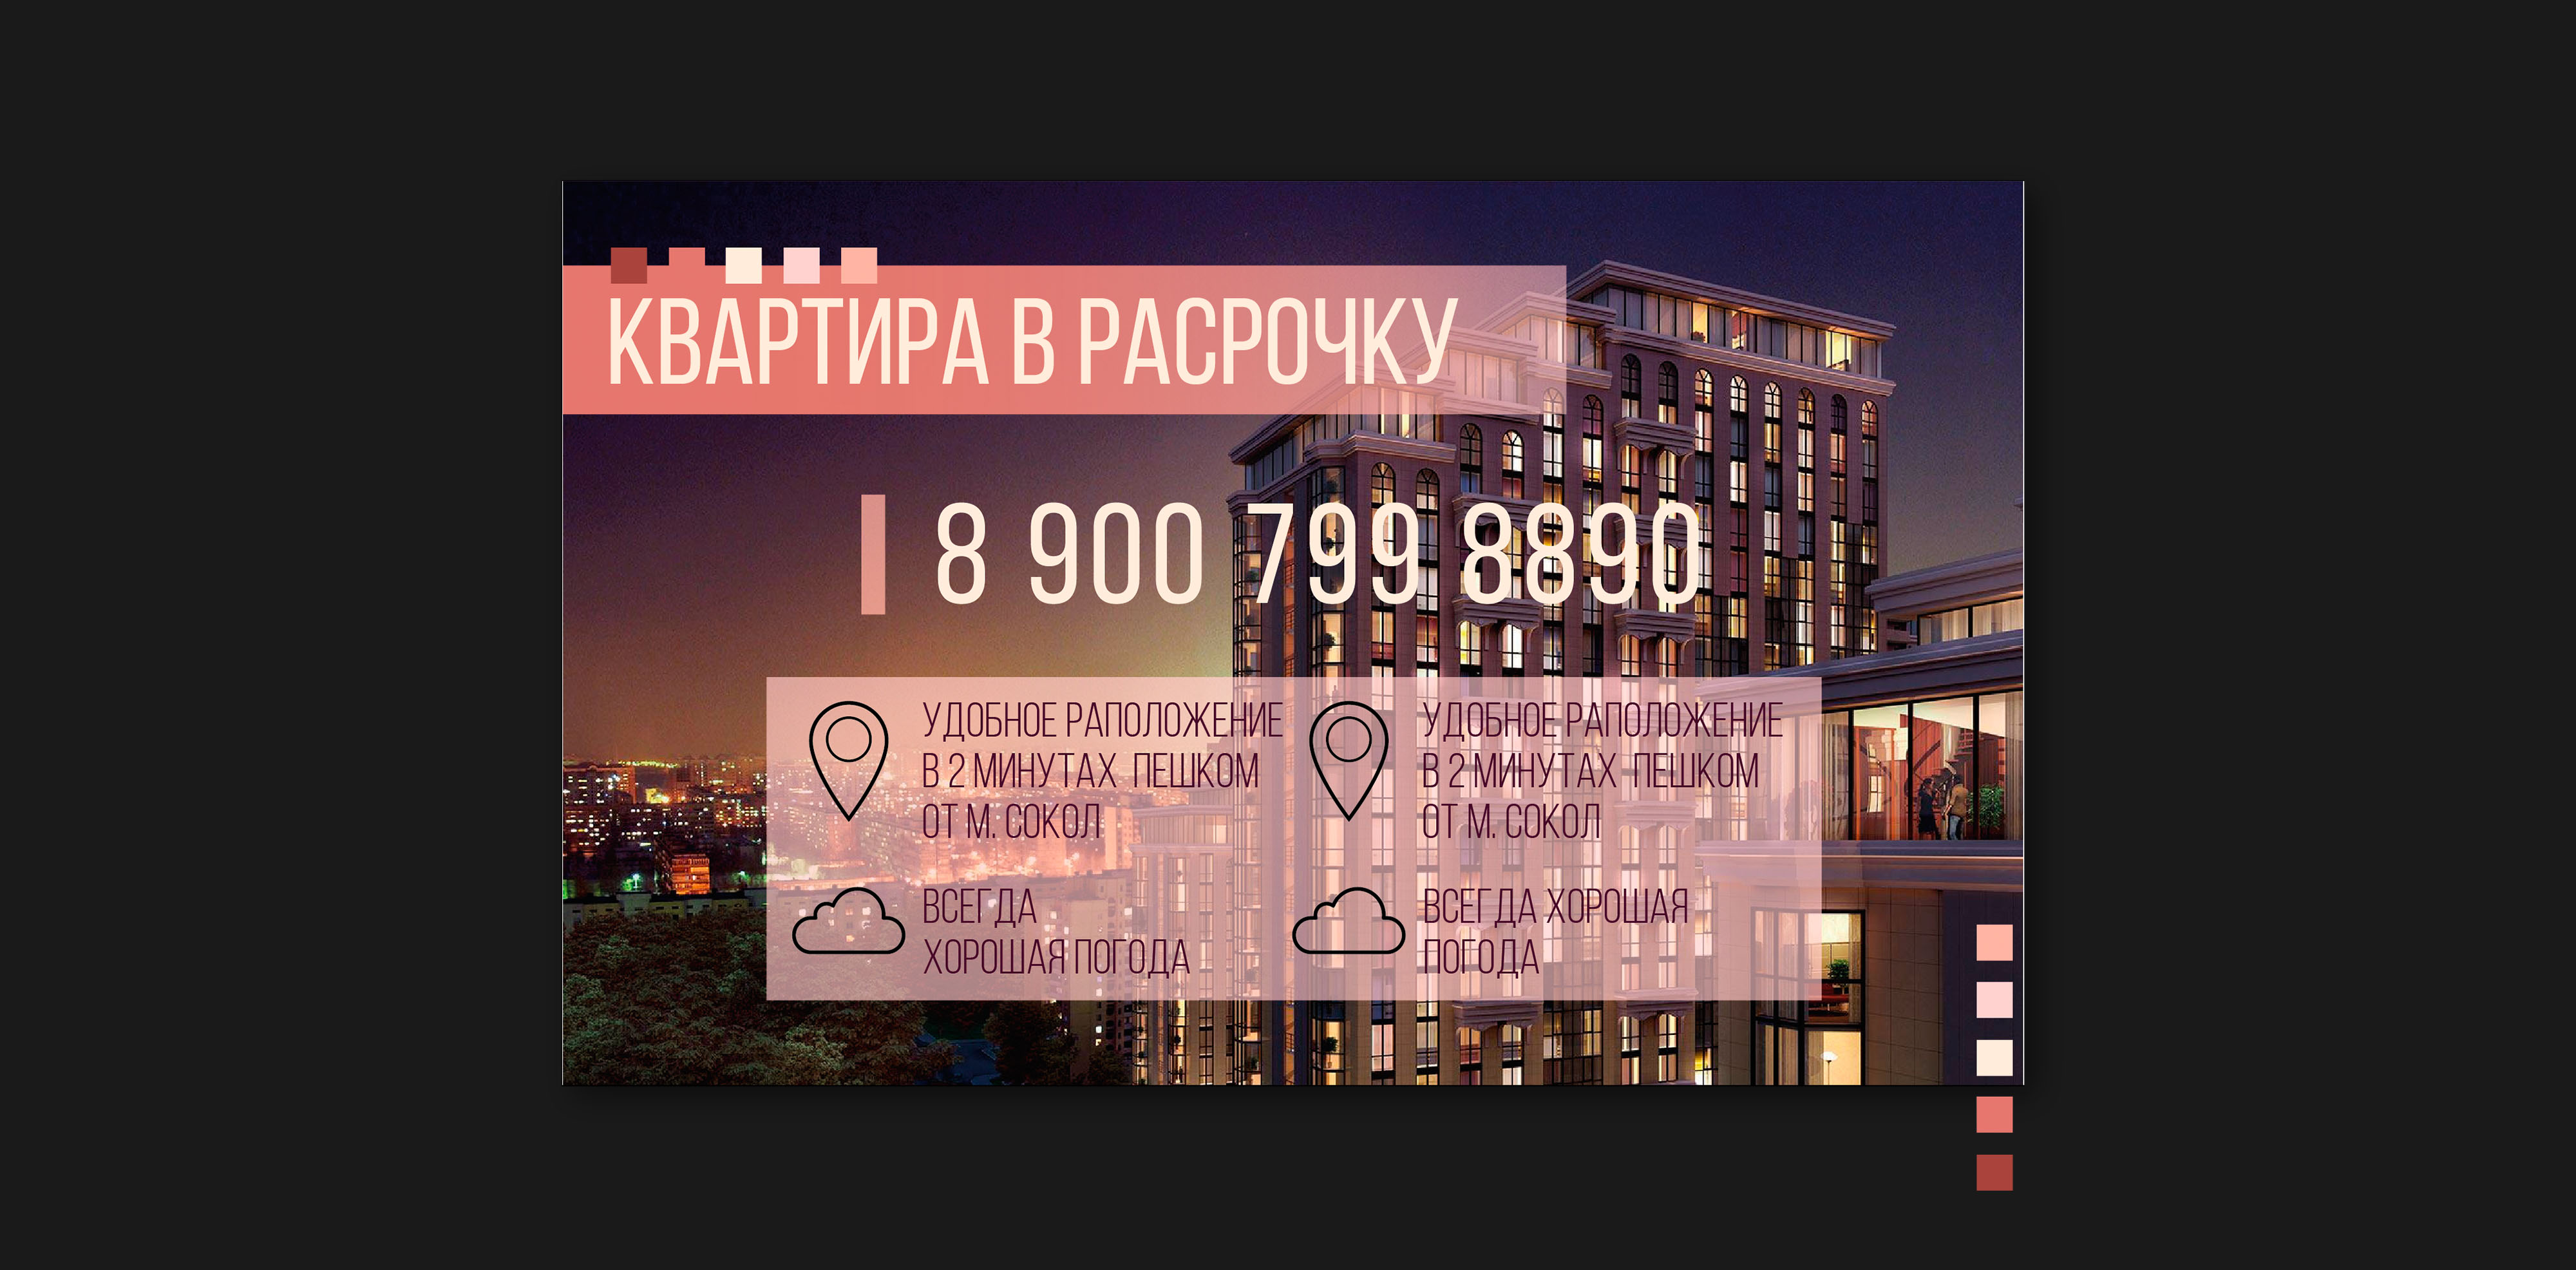 КВАРТИРА В РАСРОЧКУ
8 900 799 8890
УДОБНОЕ РАПОЛОЖЕНИЕ
В 2 МИНУТАХ ПЕШКОМ
ОТ М. СОКОЛ
УДОБНОЕ РАПОЛОЖЕНИЕ
В 2 МИНУТАХ ПЕШКОМ
ОТ М. СОКОЛ
ВСЕГДА
ХОРОШАЯ ПОГОДА
ВСЕГДА ХОРОШАЯ
ПОГОДА